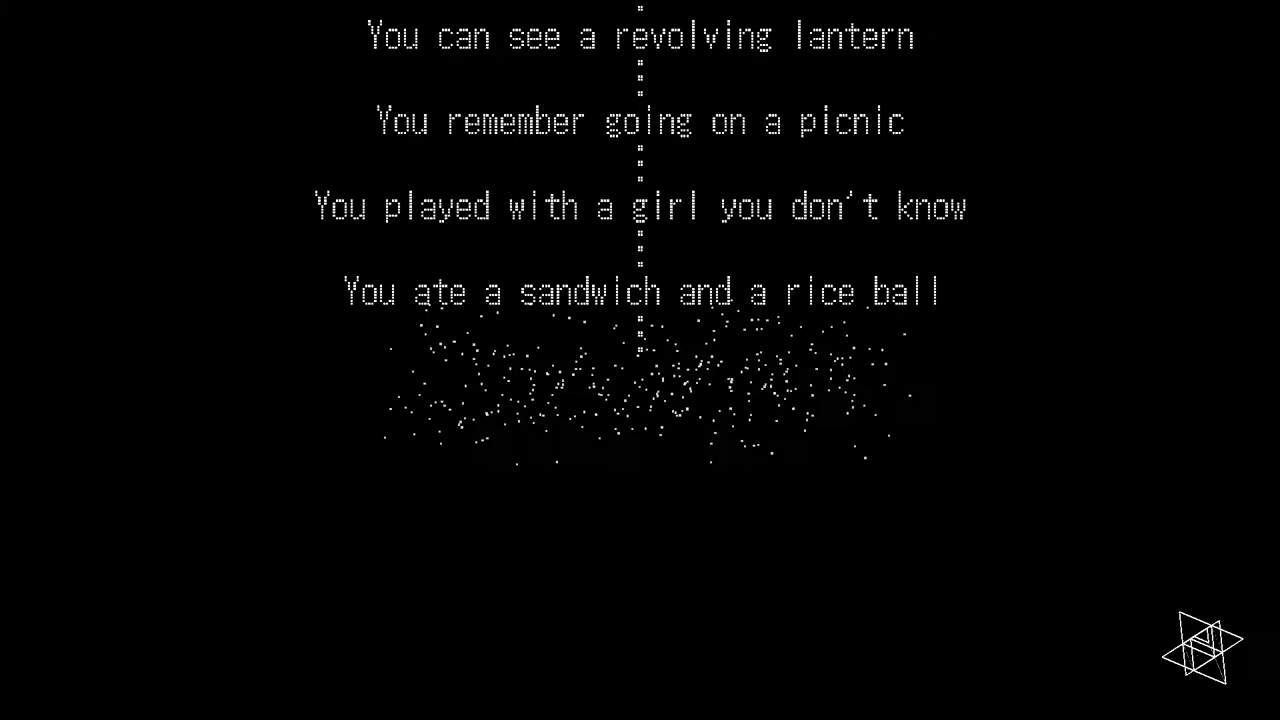 You can see a revolving lantern
You remember going on a picnic
You played with a girl you don't know
You ate a sandwich and a rice ball